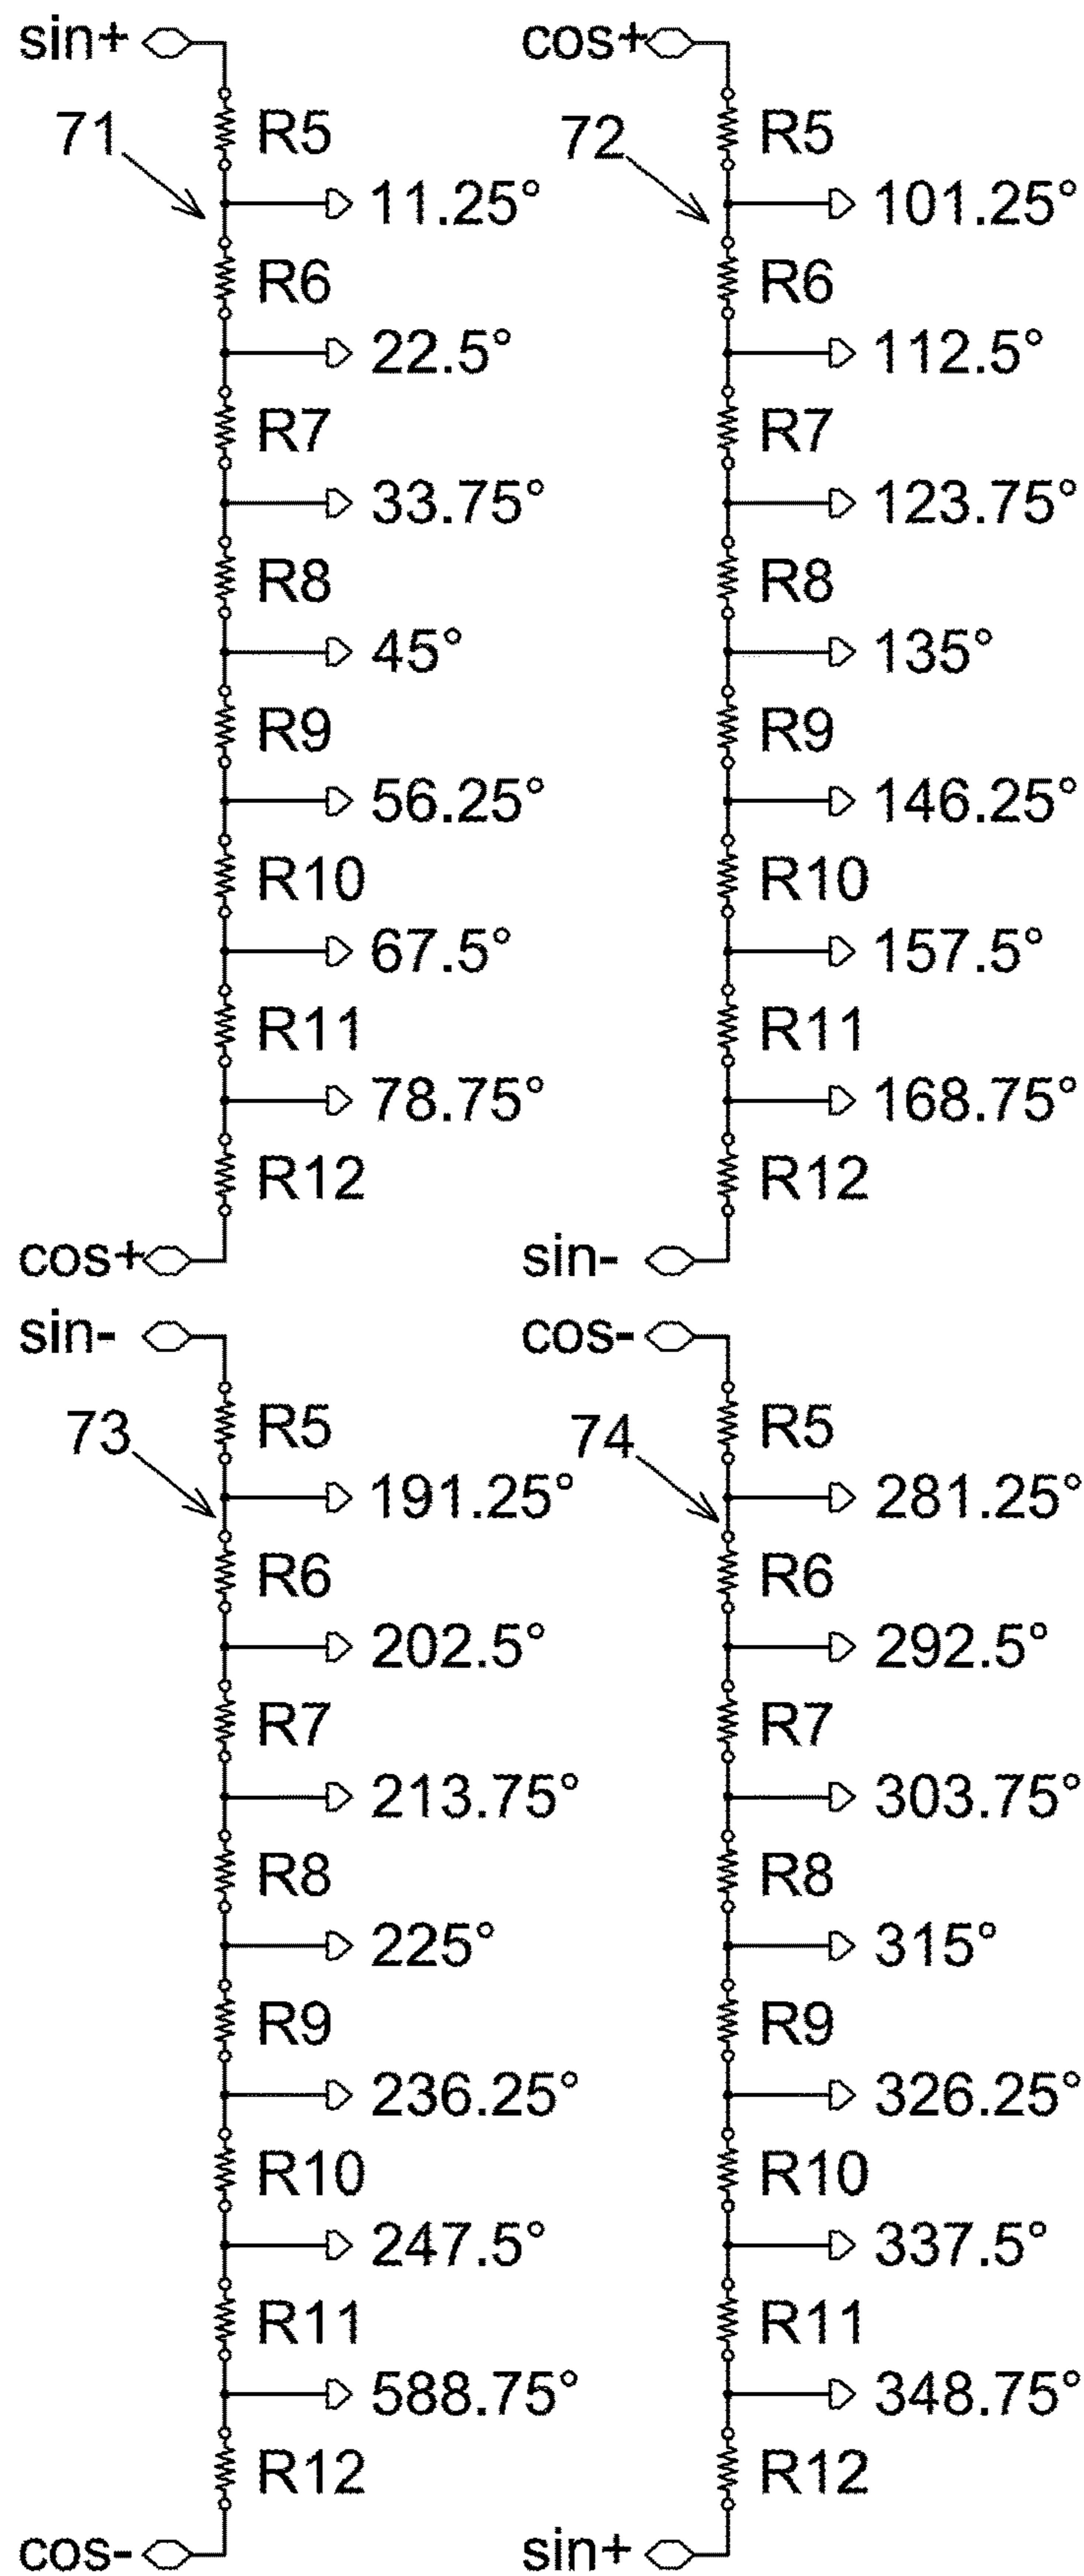 sin+
71
R5
11.25°
R6
22.5°
R7
33.75°
R8
45°
R9
56.25°
R10
67.5°
R11
78.75°
R12
cos+
cos+
72
R5
101.25°
R6
112.5°
R7
123.75°
R8
135°
R9
146.25°
R10
157.5°
R11
168.75°
R12
sin-
sin-
73
R5
191.25°
R6
202.5°
R7
213.75°
R8
225°
R9
236.25°
R10
247.5°
R11
588.75°
R12
cos-
cos-
74
R5
281.25°
R6
292.5°
R7
303.75°
R8
315°
R9
326.25°
R10
337.5°
R11
348.75°
R12
sin+